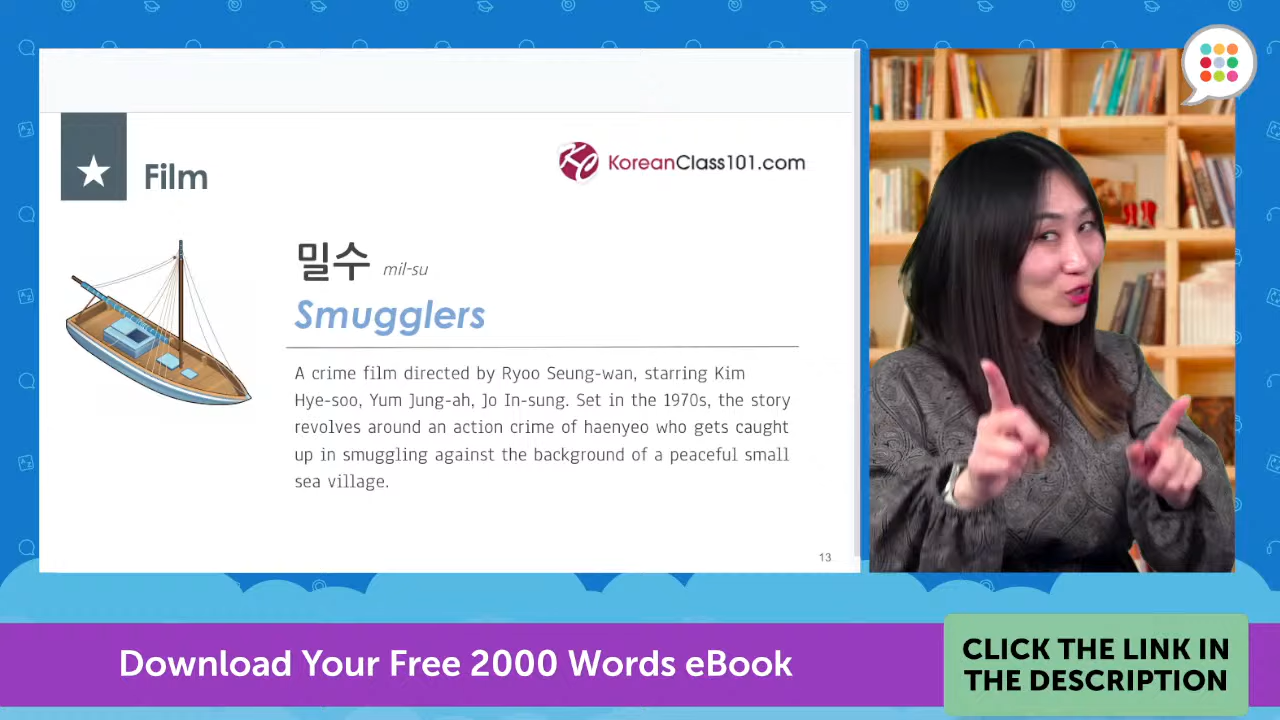 Film
KoreanClass101.com
밀수 mil-su
Smugglers
A crime film directed by Ryoo Seung-wan, starring Kim
Hye-soo, Yum Jung-ah, Jo In-sung. Set in the 1970s, the story
revolves around an action crime of haenyeo who gets caught
up in smuggling against the background of a peaceful small
sea village.
13
Download Your Free 2000 Words eBook
CLICK THE LINK IN
THE DESCRIPTION